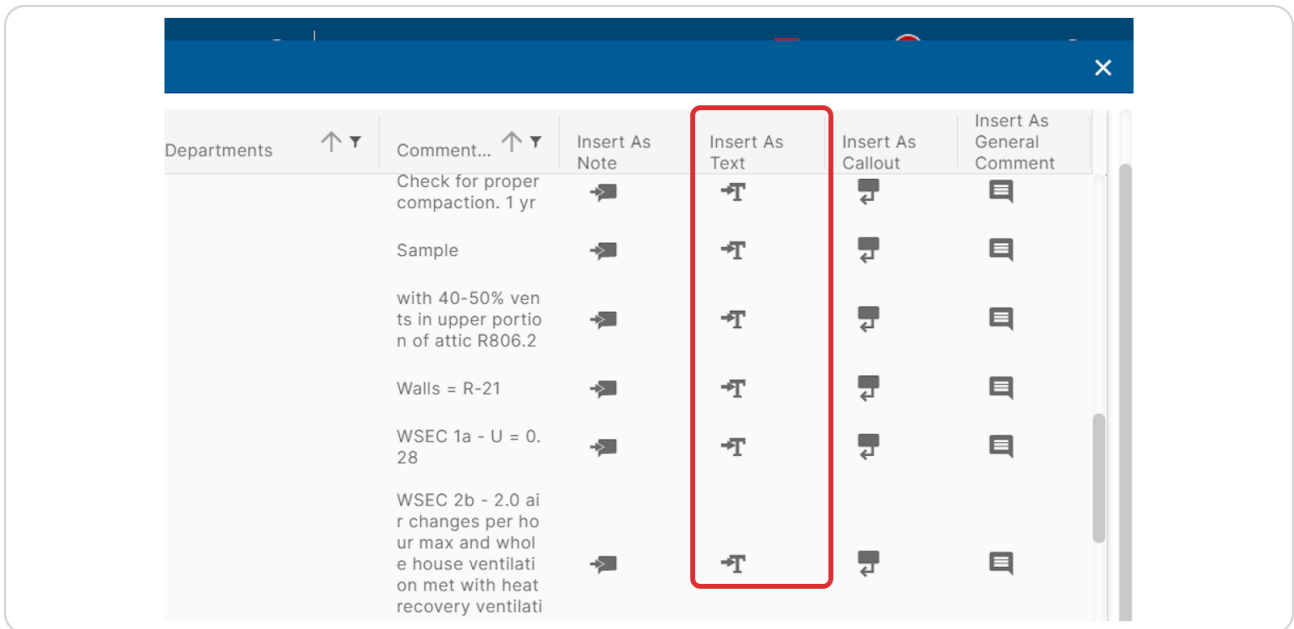 Departments
Comment...
Insert As
Note
Insert As
Text
Insert As
Callout
Insert As
General
Comment
Check for proper
compaction. 1 yr
Sample
with 40-50% ven
ts in upper portio
n of attic R806.2
Walls = R-21
WSEC 1a - U = 0.
28
WSEC 2b - 2.0 ai
r changes per ho
ur max and whol
e house ventilati
on met with heat
recovery ventilati